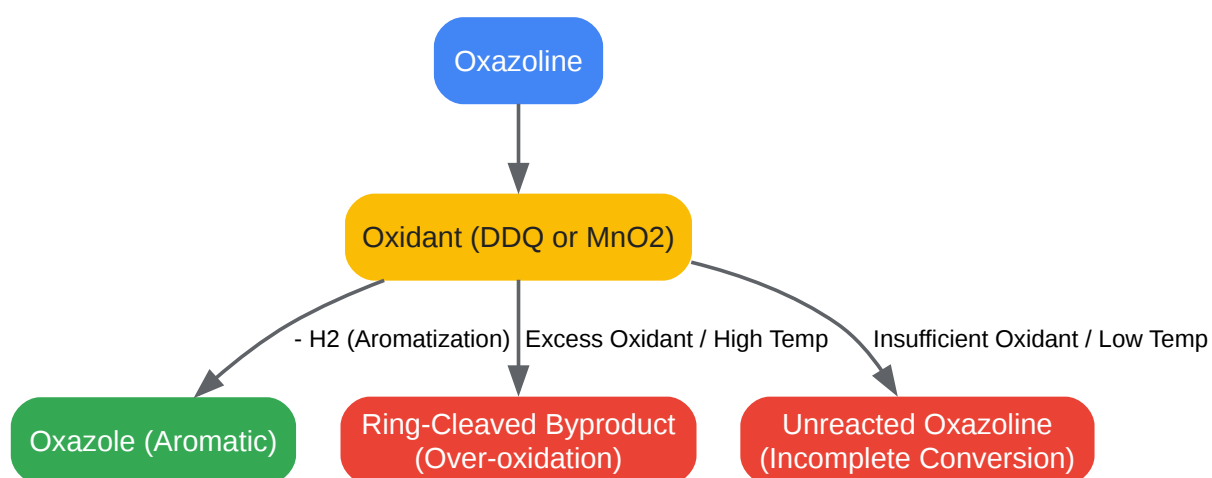 Oxazoline
Oxidant (DDQ or MnO2)
- H2 (Aromatization)
Excess Oxidant / High Temp
Insufficient Oxidant / Low Temp
Oxazole (Aromatic)
Ring-Cleaved Byproduct
(Over-oxidation)
Unreacted Oxazoline
(Incomplete Conversion)